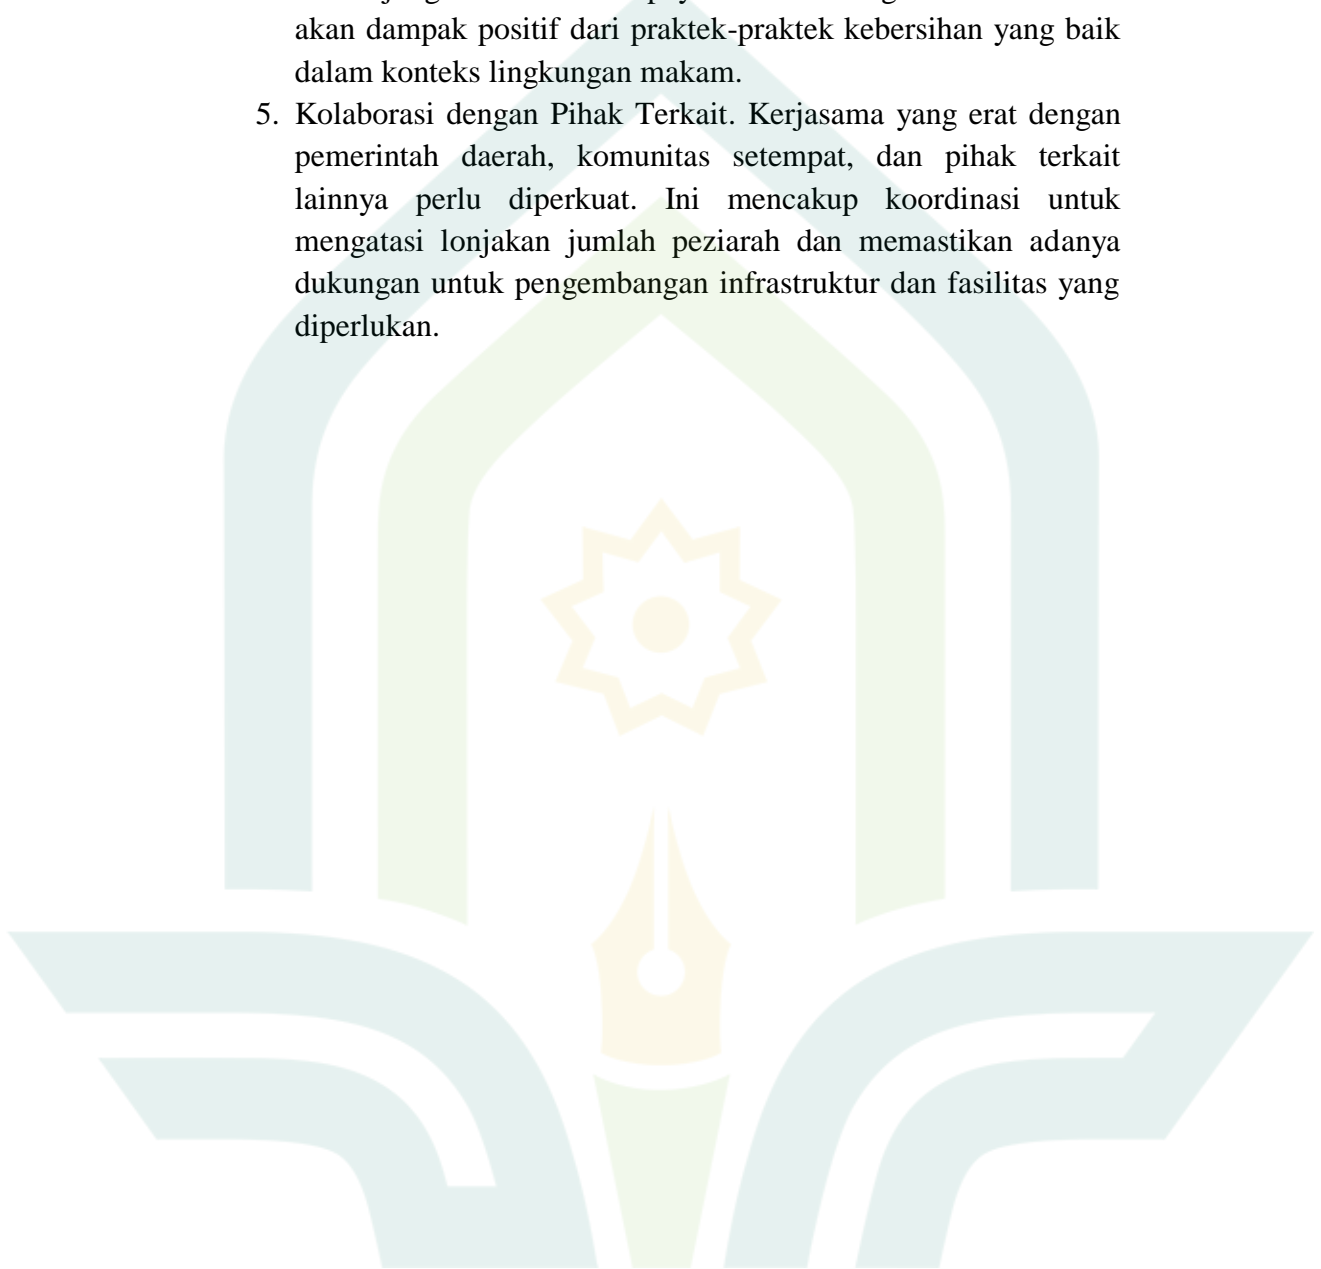 akan dampak positif dari praktek-praktek kebersihan yang baik
dalam konteks lingkungan makam.
5. Kolaborasi dengan Pihak Terkait. Kerjasama yang erat dengan
pemerintah daerah, komunitas setempat, dan pihak terkait
lainnya perlu diperkuat. Ini mencakup koordinasi untuk
mengatasi lonjakan jumlah peziarah dan memastikan adanya
dukungan untuk pengembangan infrastruktur dan fasilitas yang
diperlukan.